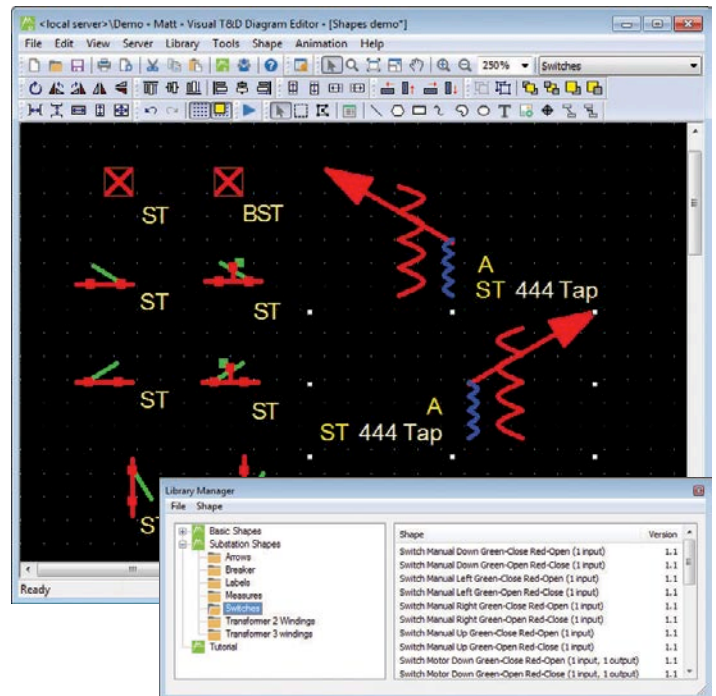 <local server>\Demo • Matt • Visual T&D Diagram Editor • [Shapes demo*]
File Edit View Server Library Tools Shape Animation Help
250% Switches
ST BST
A
ST 444 Tap
ST ST
A
ST 444 Tap
ST ST
ST
Library Manager
File Shape
Basic Shapes
Substation Shapes
Arrows
Breaker
Labels
Measures
Switches
Transformer 2 Windings
Transformer 3 windings
Tutorial
Shape Version
Switch Manual Down Green-Close Red-Open (1 input) 1.1
Switch Manual Down Green-Open Red-Close (1 input) 1.1
Switch Manual Left Green-Close Red-Open (1 input) 1.1
Switch Manual Left Green-Open Red-Close (1 input) 1.1
Switch Manual Right Green-Close Red-Open (1 input) 1.1
Switch Manual Right Green-Open Red-Close (1 input) 1.1
Switch Manual Up Green-Close Red-Open (1 input) 1.1
Switch Manual Up Green-Open Red-Close (1 input) 1.1
Switch Motor Down Green-Close Red-Open (1 input, 1 output) 1.1
Switch Motor Down Green-Open Red-Close (1 input, 1 output) 1.1
Ready